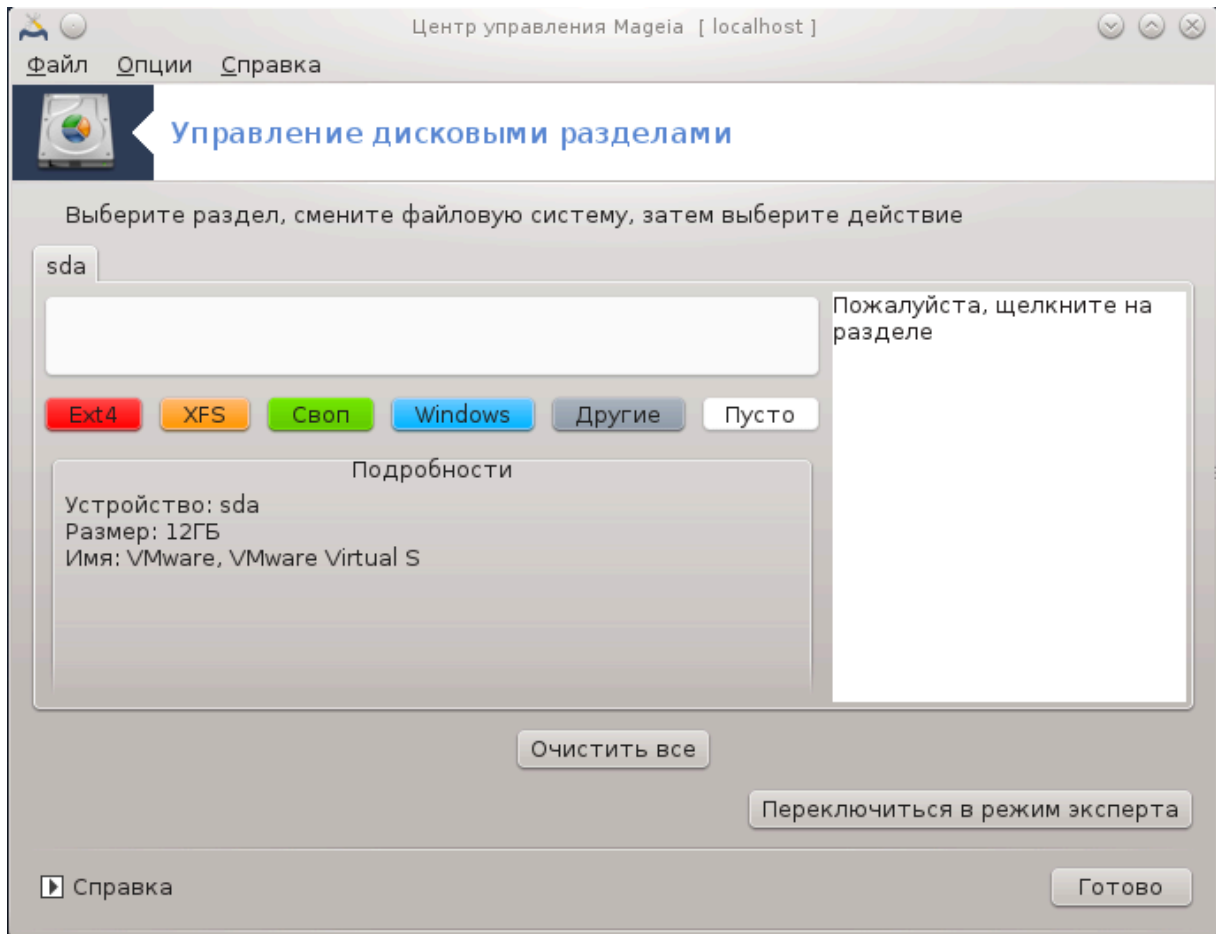 Центр управления Mageia [ localhost ]
Файл Опции Справка
Управление дисковыми разделами
Выберите раздел, смените файловую систему, затем выберите действие
sda
Пожалуйста, щелкните на
разделе
Ext4 XFS Своп Windows Другие Пусто
Подробности
Устройство: sda
Размер: 12ГБ
Имя: VMware, VMware Virtual S
Очистить все
Переключиться в режим эксперта
Справка
Готово